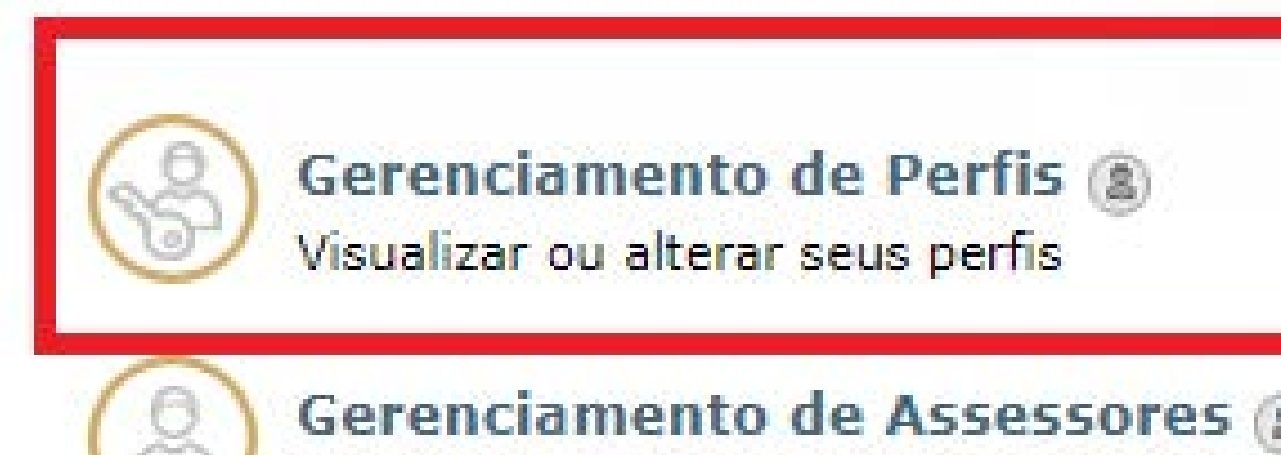 Gerenciamento de Perfis
Visualizar ou alterar seus perfis
Gerenciamento de Assessores